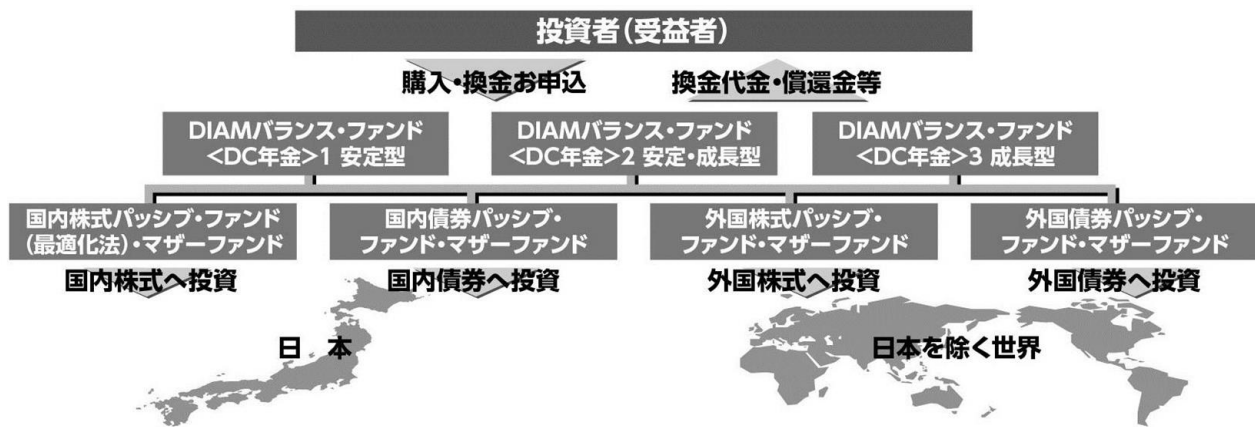 投資者(受益者)
購入・換金お申込
換金代金・償還金等
DIAMバランス・ファンド
<DC年金>1 安定型
DIAMバランス・ファンド
<DC年金>2 安定・成長型
DIAMバランス・ファンド
<DC年金>3 成長型
国内株式パッシブ・ファンド
(最適化法)・マザーファンド
国内債券パッシブ・
ファンド・マザーファンド
外国株式パッシブ・
ファンド・マザーファンド
外国債券パッシブ・
ファンド・マザーファンド
国内株式へ投資
国内債券へ投資
外国株式へ投資
外国債券へ投資
日 本
日本を除く世界